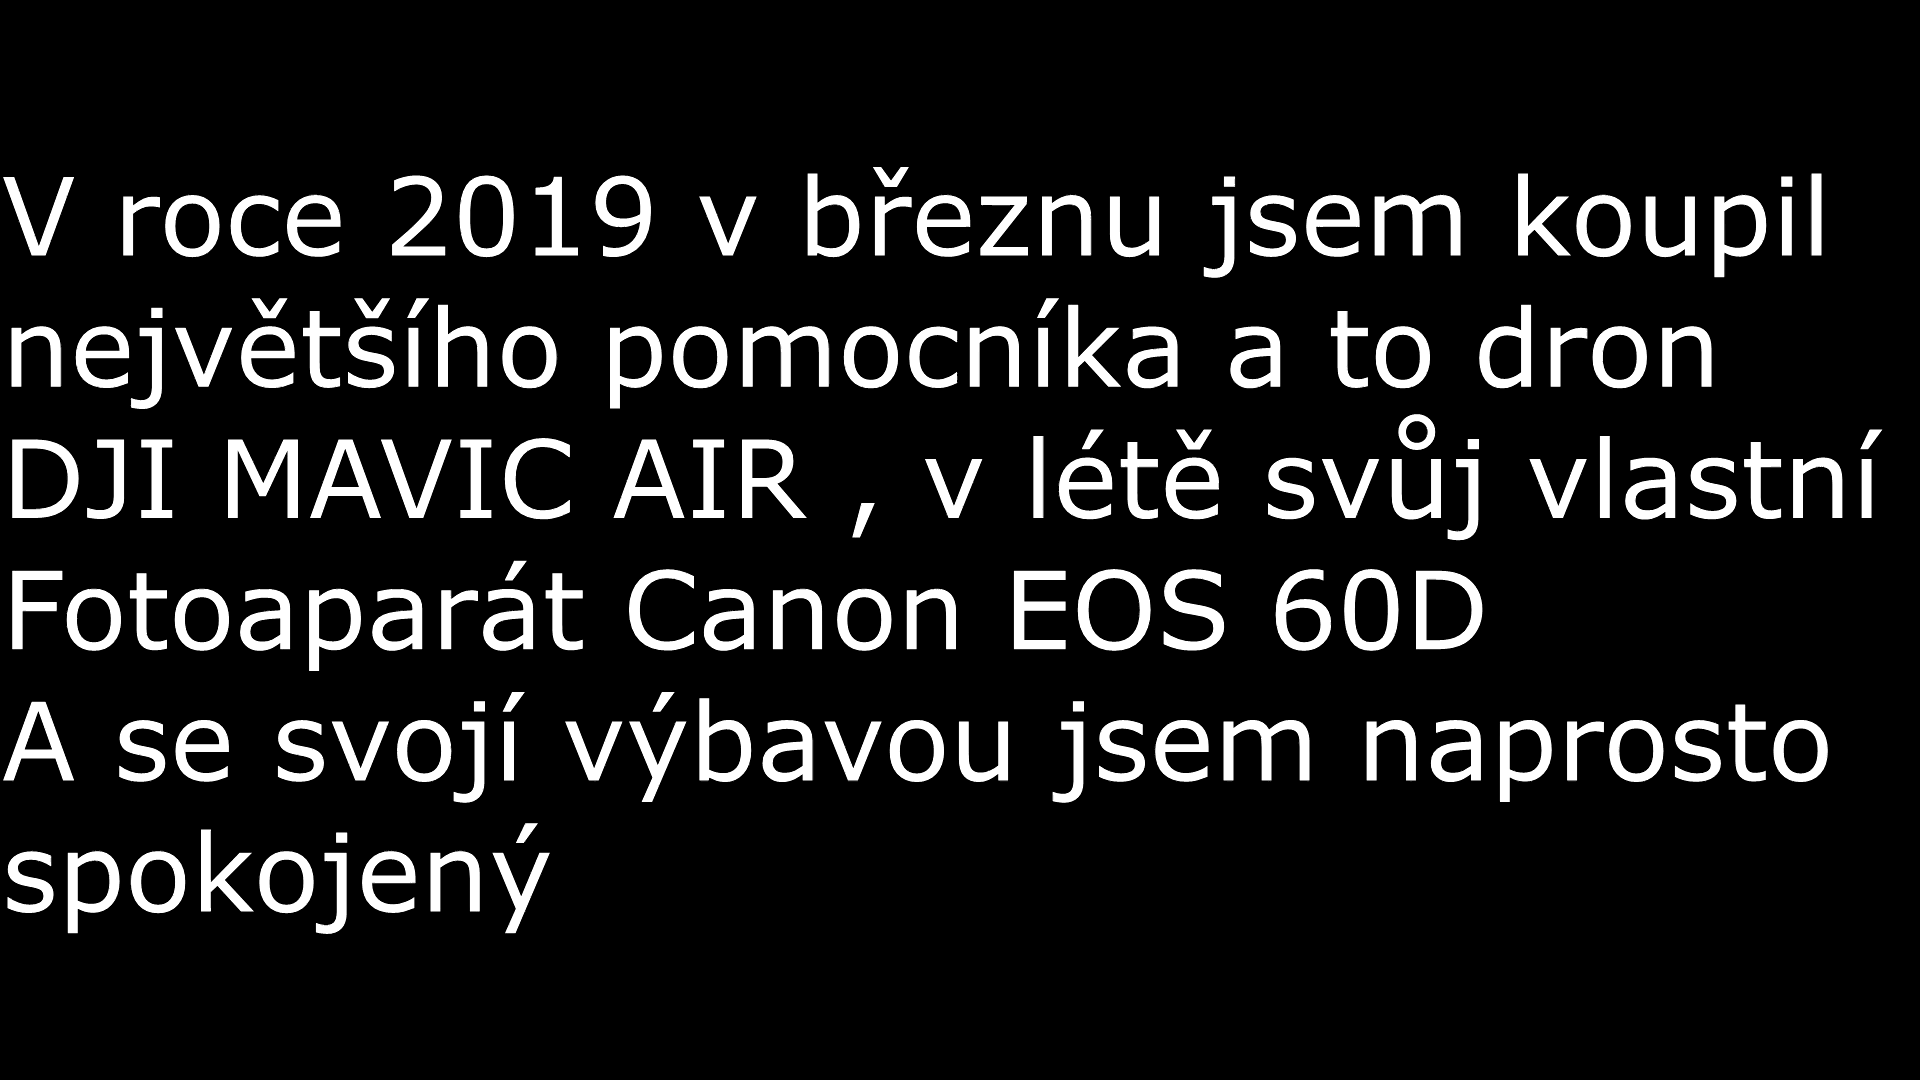 V roce 2019 v březnu jsem koupil
největšího pomocníka a to dron
DJI MAVIC AIR , v létě svůj vlastní
Fotoaparát Canon EOS 60D
A se svojí výbavou jsem naprosto
spokojený